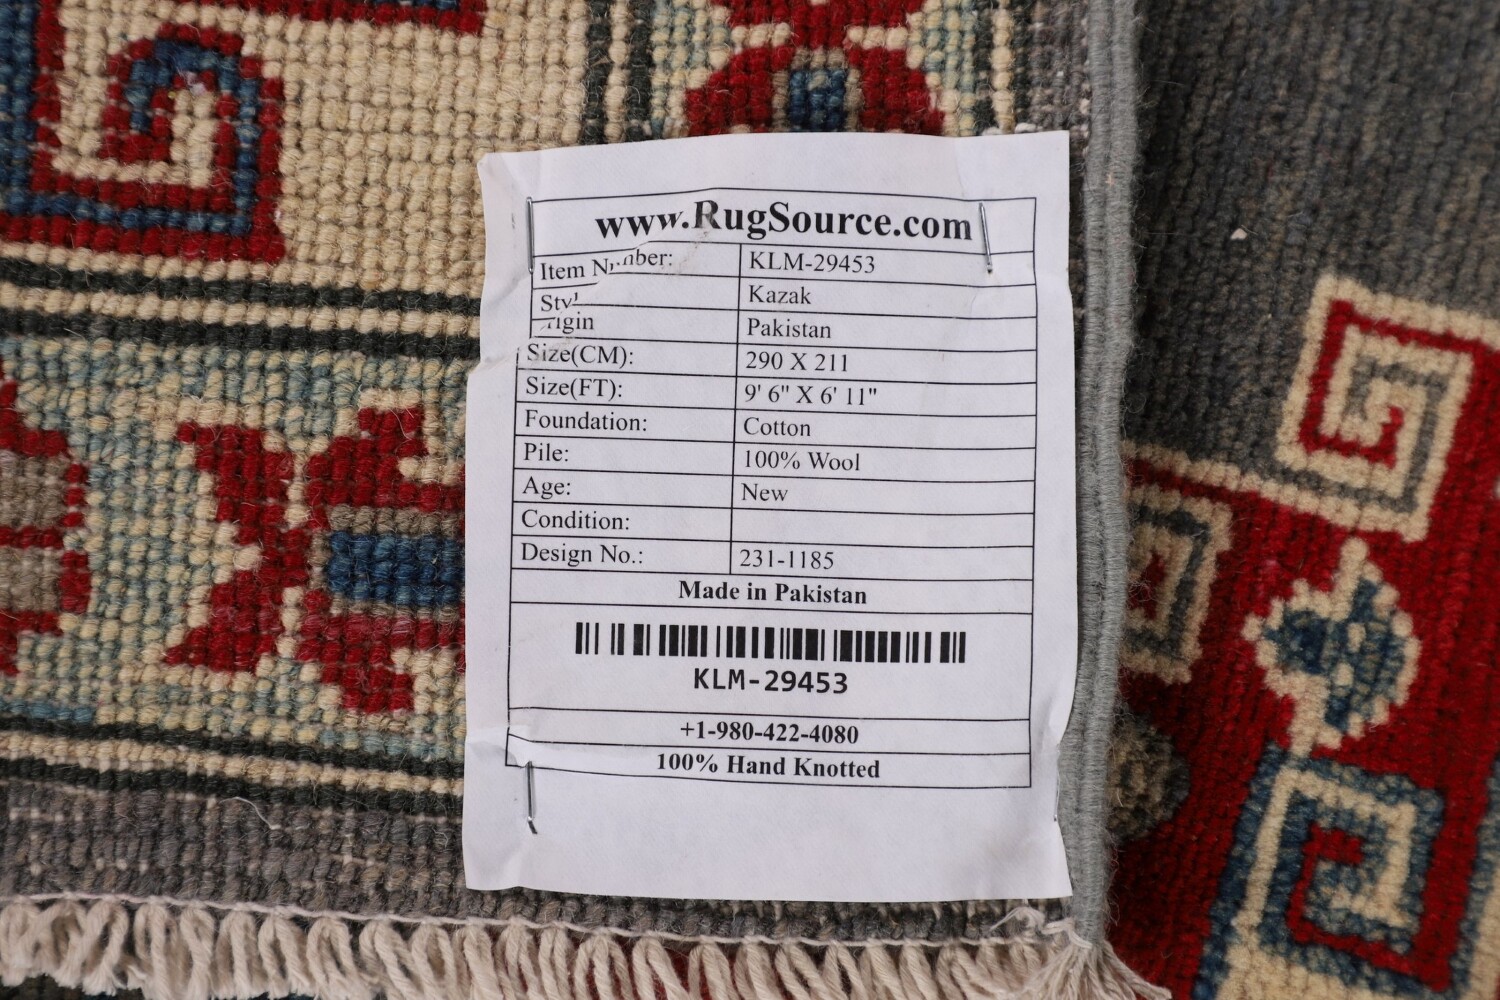 www.RugSource.com
Item Number: KLM-29453
Kazak
Origin Pakistan
Size(CM): 290 X 211
Size(FT): 9' 6" X 6' 11"
Foundation: Cotton
Pile: 100% Wool
Age: New
Condition:
Design No.: 231-1185
Made in Pakistan
KLM-29453
+1-980-422-4080
100% Hand Knotted